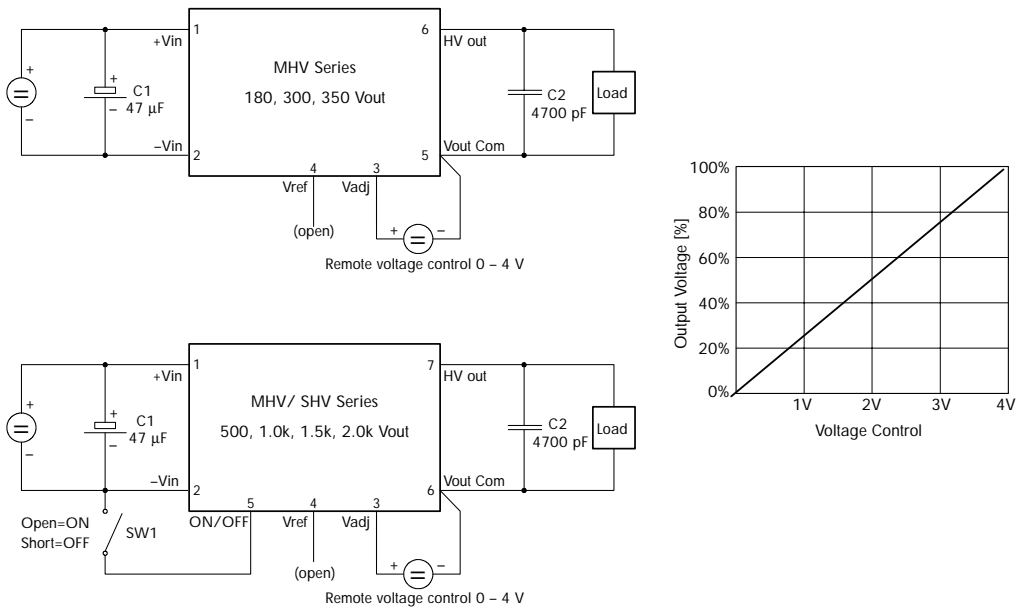 1
+Vin
6
HV out
MHV Series
180, 300, 350 Vout
+
–
+
C1
– 47 µF
C2
4700 pF
Load
–Vin
2
Vout Com
5
4
3
Vref
Vadj
(open)
+
–
Remote voltage control 0 – 4 V
1
+Vin
7
HV out
MHV/ SHV Series
500, 1.0k, 1.5k, 2.0k Vout
+
–
+
C1
– 47 µF
C2
4700 pF
Load
–Vin
2
Vout Com
6
5
4
3
ON/OFF
Vref
Vadj
Open=ON
Short=OFF
SW1
(open)
+
–
Remote voltage control 0 – 4 V
100%
80%
60%
40%
20%
0%
Output Voltage [%]
1V
2V
3V
4V
Voltage Control